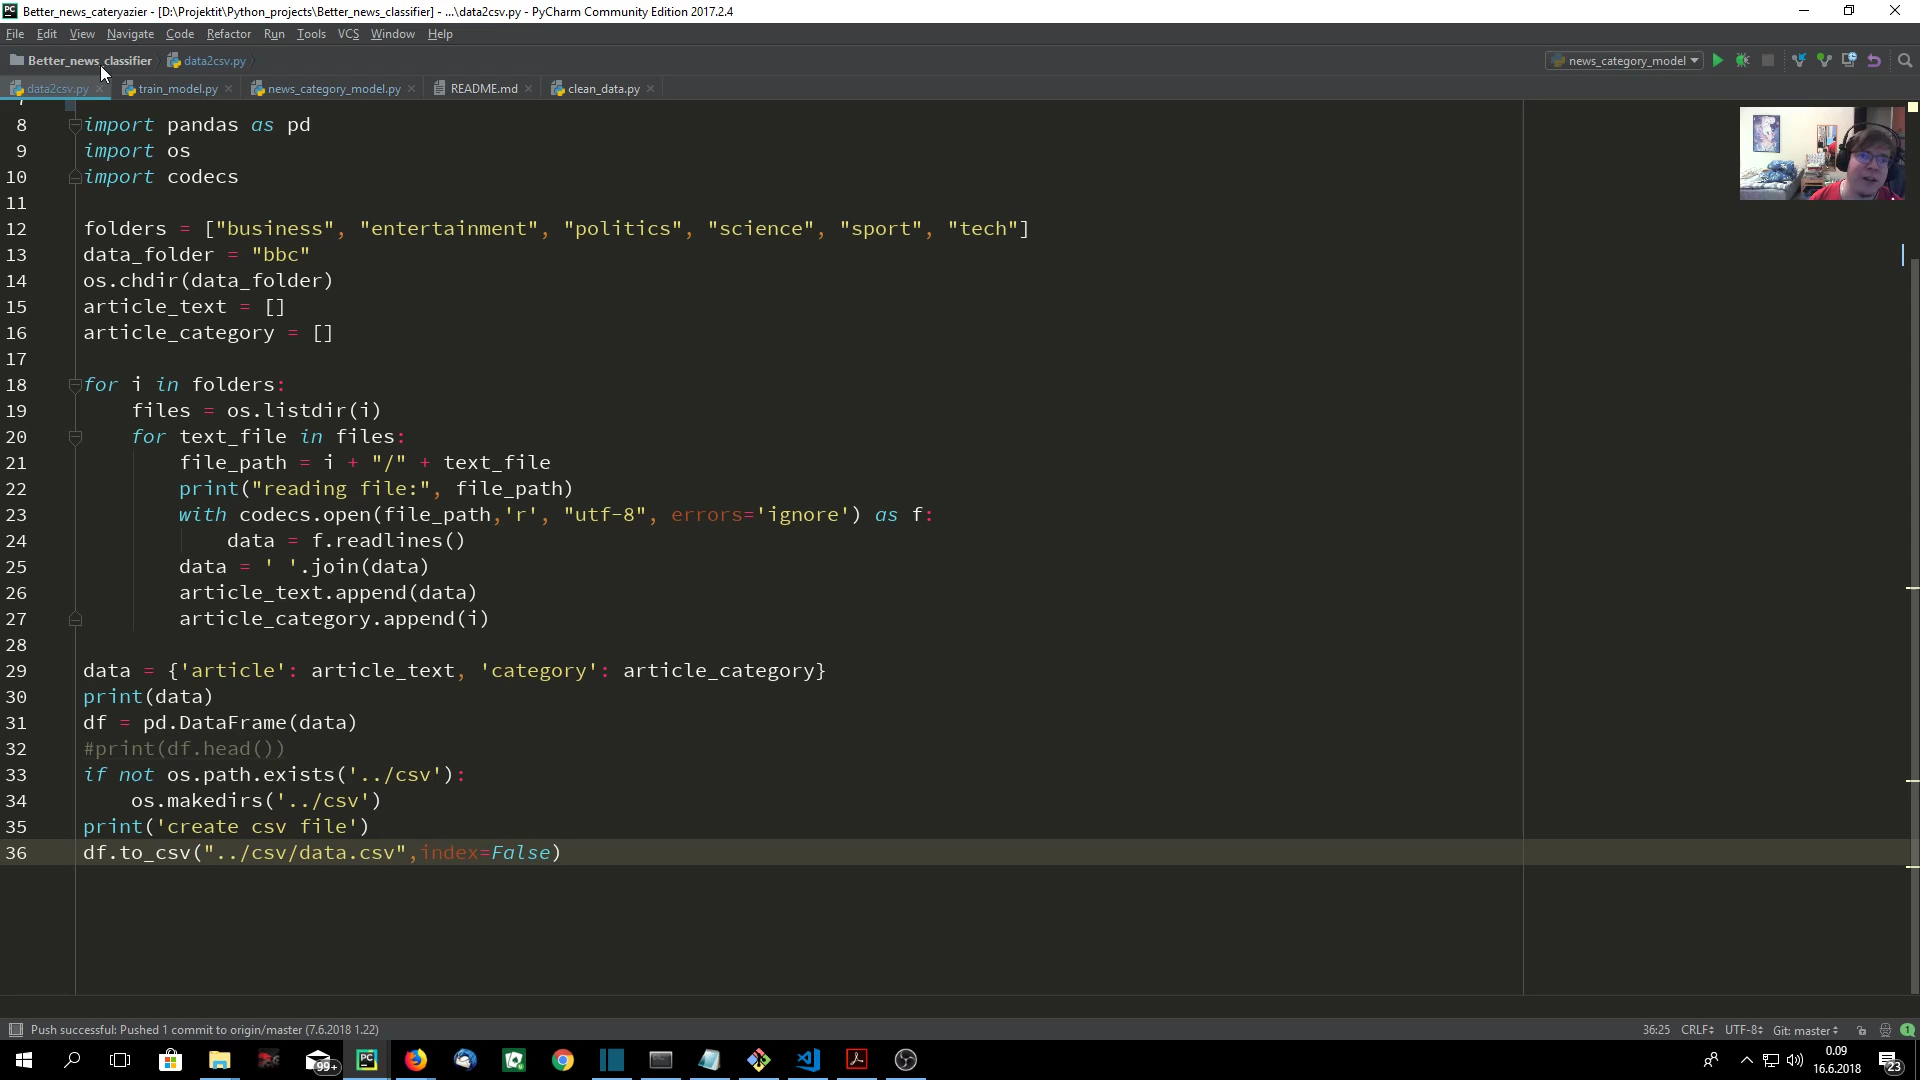 Better_news_cateryazier - [D:\Projektit\Python_projects\Better_news_classifier] - ...\data2csv.py - PyCharm Community Edition 2017.2.4
File Edit View Navigate Code Refactor Run Tools VCS Window Help
Better_news_classifier data2csv.py news_category_model
data2csv.py train_model.py news_category_model.py README.md clean_data.py
8 import pandas as pd
9 import os
10 import codecs
11
12 folders = ["business", "entertainment", "politics", "science", "sport", "tech"]
13 data_folder = "bbc"
14 os.chdir(data_folder)
15 article_text = []
16 article_category = []
17
18 for i in folders:
19 files = os.listdir(i)
20 for text_file in files:
21 file_path = i + "/" + text_file
22 print("reading file:", file_path)
23 with codecs.open(file_path,'r', "utf-8", errors='ignore') as f:
24 data = f.readlines()
25 data = ' '.join(data)
26 article_text.append(data)
27 article_category.append(i)
28
29 data = {'article': article_text, 'category': article_category}
30 print(data)
31 df = pd.DataFrame(data)
32 #print(df.head())
33 if not os.path.exists('../csv'):
34 os.makedirs('../csv')
35 print('create csv file')
36 df.to_csv("../csv/data.csv",index=False)
Push successful: Pushed 1 commit to origin/master (7.6.2018 1.22) 36:25 CRLF UTF-8 Git: master 1
99+ PC 0.09
16.6.2018 23